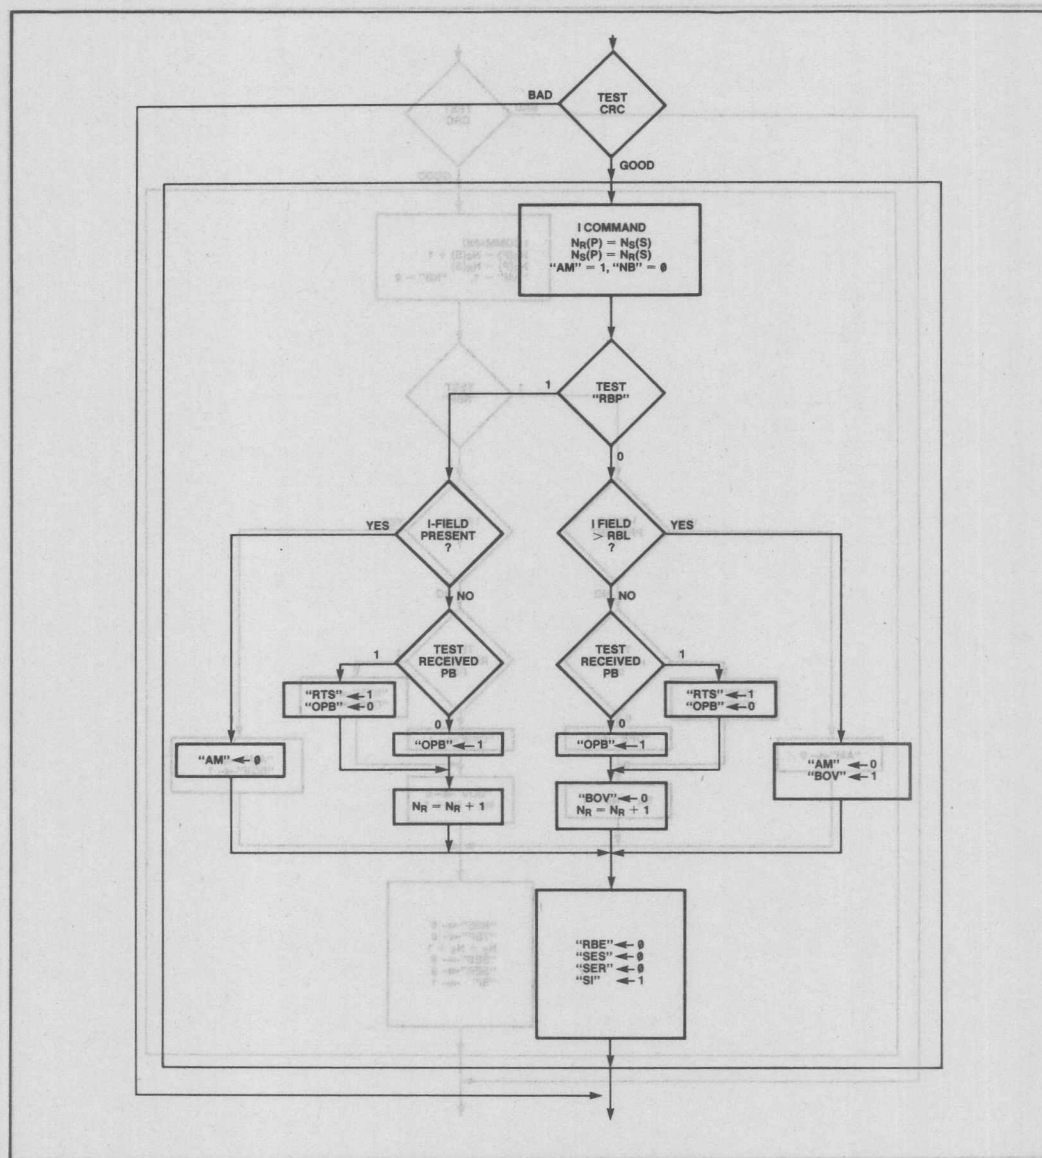 TEST
CRC
BAD
GOOD
I COMMAND
NR(P) = NS(S)
NS(P) = NR(S)
“AM” = 1, “NB” = 0
TEST
“RBP”
1
0
I-FIELD
PRESENT
?
YES
NO
I FIELD
> RBL
?
YES
NO
TEST
RECEIVED
PB
1
0
TEST
RECEIVED
PB
1
0
“RTS” ← 1
“OPB” ← 0
“RTS” ← 1
“OPB” ← 0
“OPB” ← 1
“OPB” ← 1
“AM” ← 0
“AM” ← 0
“BOV” ← 1
NR = NR + 1
“BOV” ← 0
NR = NR + 1
“RBE” ← 0
“SES” ← 0
“SER” ← 0
“SI” ← 1